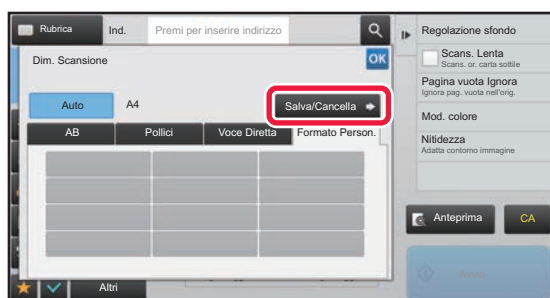 Rubrica
Ind.
Premi per inserire indirizzo
Dim. Scansione
OK
Auto
A4
Salva/Cancella
AB
Pollici
Voce Diretta
Formato Person.
Altri
Regolazione sfondo
Scans. Lenta
Scans. or. carta sottile
Pagina vuota Ignora
Ignora pag. vuota nell'orig.
Mod. colore
Nitidezza
Adatta contorno immagine
Anteprima
CA